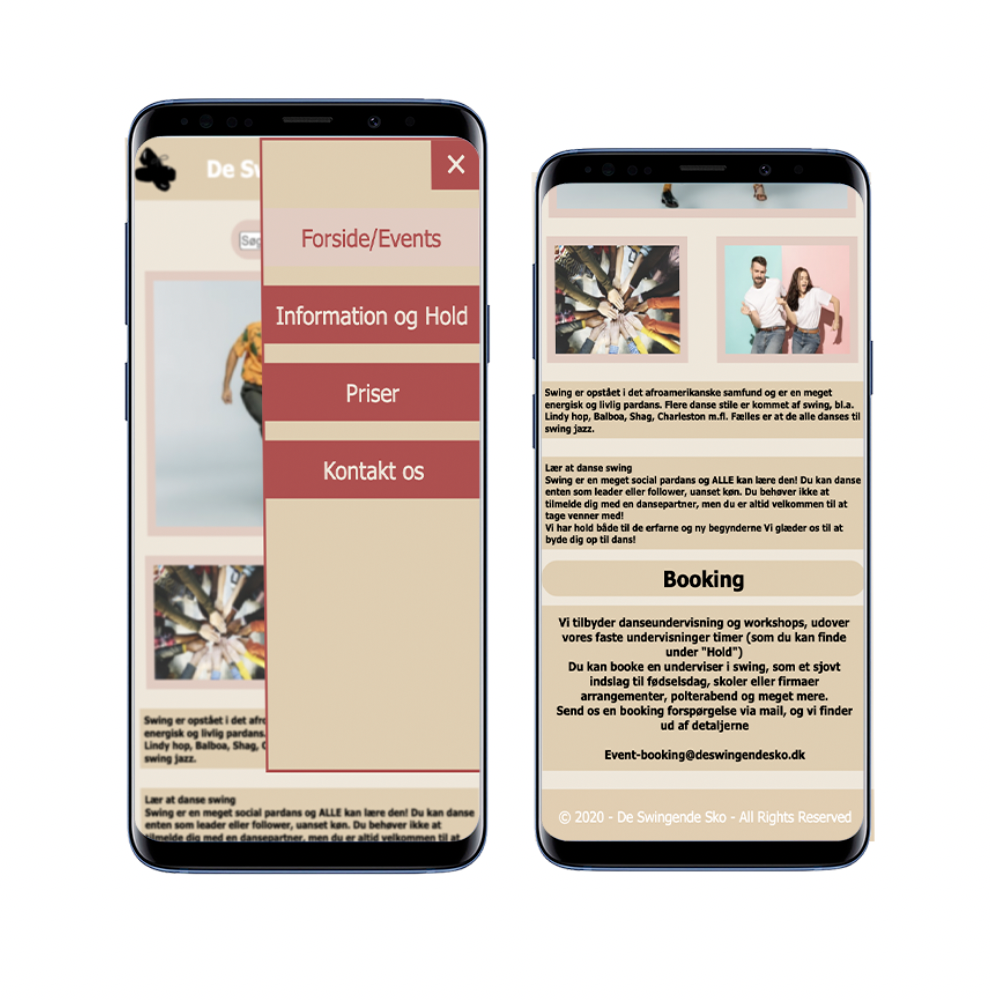 De Sw
×
Søg
Forside/Events
Information og Hold
Priser
Kontakt os
Swing er opstået i det afro
energisk og livlig pardans.
Lindy hop, Balboa, Shag, C
swing jazz.
Lær at danse swing
Swing er en meget social pardans og ALLE kan lære den! Du kan danse
enten som leader eller follower, uanset køn. Du behøver ikke at
tilmelde dig med en dansepartner, men du er altid velkommen til at
Swing er opstået i det afroamerikanske samfund og er en meget
energisk og livlig pardans. Flere danse stile er kommet af swing, bl.a.
Lindy hop, Balboa, Shag, Charleston m.fl. Fælles er at de alle danses til
swing jazz.
Lær at danse swing
Swing er en meget social pardans og ALLE kan lære den! Du kan danse
enten som leader eller follower, uanset køn. Du behøver ikke at
tilmelde dig med en dansepartner, men du er altid velkommen til at
tage venner med!
Vi har hold både til de erfarne og ny begynderne Vi glæder os til at
byde dig op til dans!
Booking
Vi tilbyder danseundervisning og workshops, udover
vores faste undervisninger timer (som du kan finde
under "Hold")
Du kan booke en underviser i swing, som et sjovt
indslag til fødselsdag, skoler eller firmaer
arrangementer, polterabend og meget mere.
Send os en booking forspørgelse via mail, og vi finder
ud af detaljerne
Event-booking@deswingendesko.dk
© 2020 - De Swingende Sko - All Rights Reserved